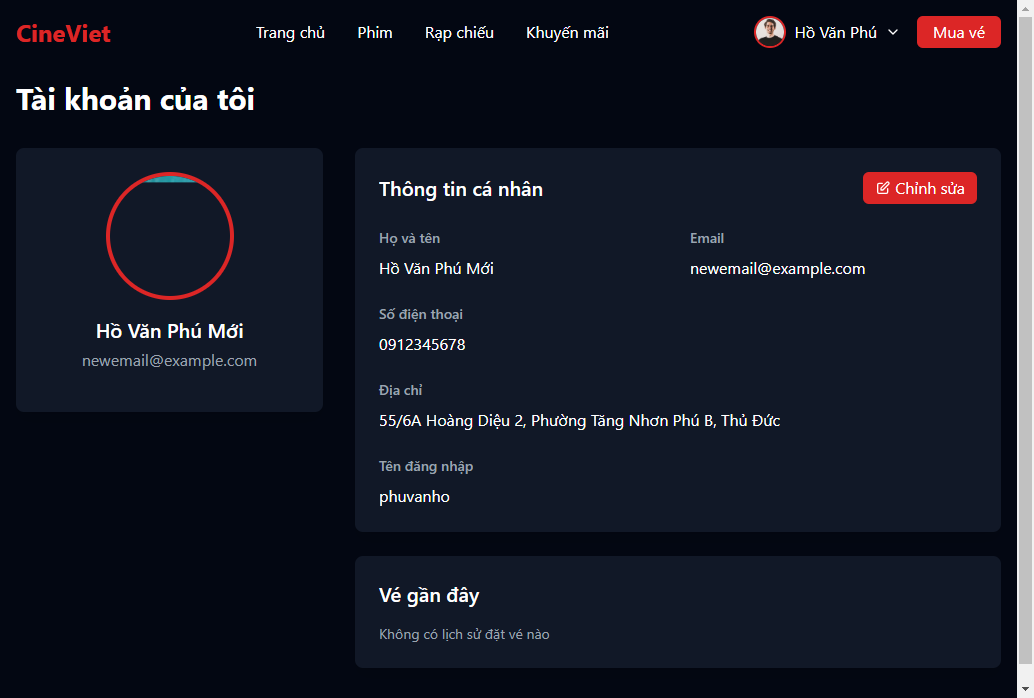 CineViet
Trang chủ
Phim
Rạp chiếu
Khuyến mãi
Hồ Văn Phú
Mua vé
Tài khoản của tôi
Hồ Văn Phú Mới
newemail@example.com
Thông tin cá nhân
Chỉnh sửa
Họ và tên
Hồ Văn Phú Mới
Email
newemail@example.com
Số điện thoại
0912345678
Địa chỉ
55/6A Hoàng Diệu 2, Phường Tăng Nhơn Phú B, Thủ Đức
Tên đăng nhập
phuvanho
Vé gần đây
Không có lịch sử đặt vé nào